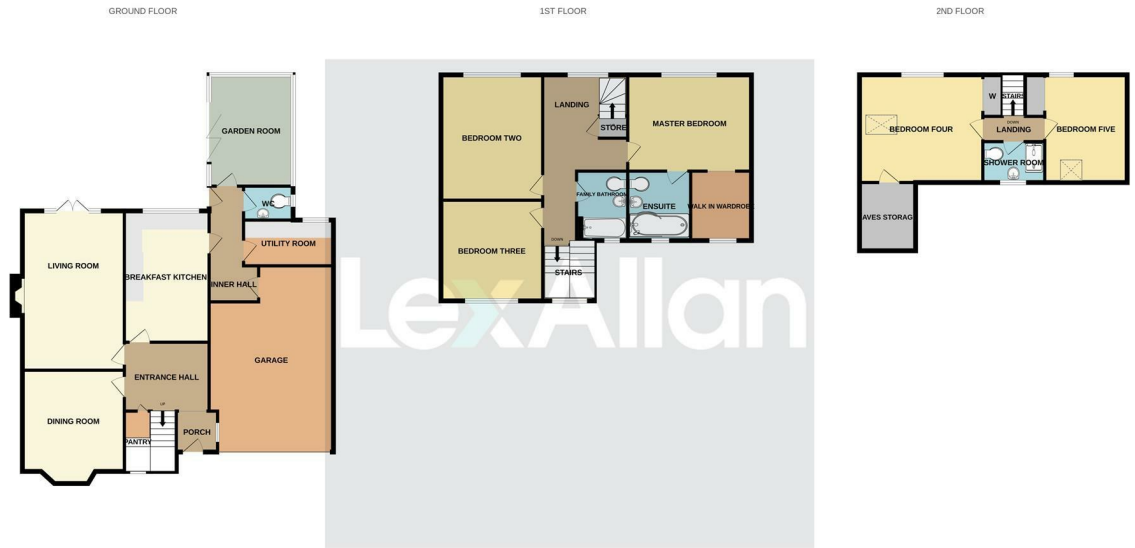 GROUND FLOOR
1ST FLOOR
2ND FLOOR
GARDEN ROOM
WC
UTILITY ROOM
LIVING ROOM
BREAKFAST KITCHEN
INNER HALL
GARAGE
ENTRANCE HALL
UP
DINING ROOM
PANTRY
PORCH
LANDING
STORE
MASTER BEDROOM
BEDROOM TWO
FAMILY BATHROOM
ENSUITE
WALK IN WARDROBE
BEDROOM THREE
DOWN
STAIRS
LexAllan
W
STAIRS
DOWN
BEDROOM FOUR
LANDING
BEDROOM FIVE
SHOWER ROOM
AVES STORAG